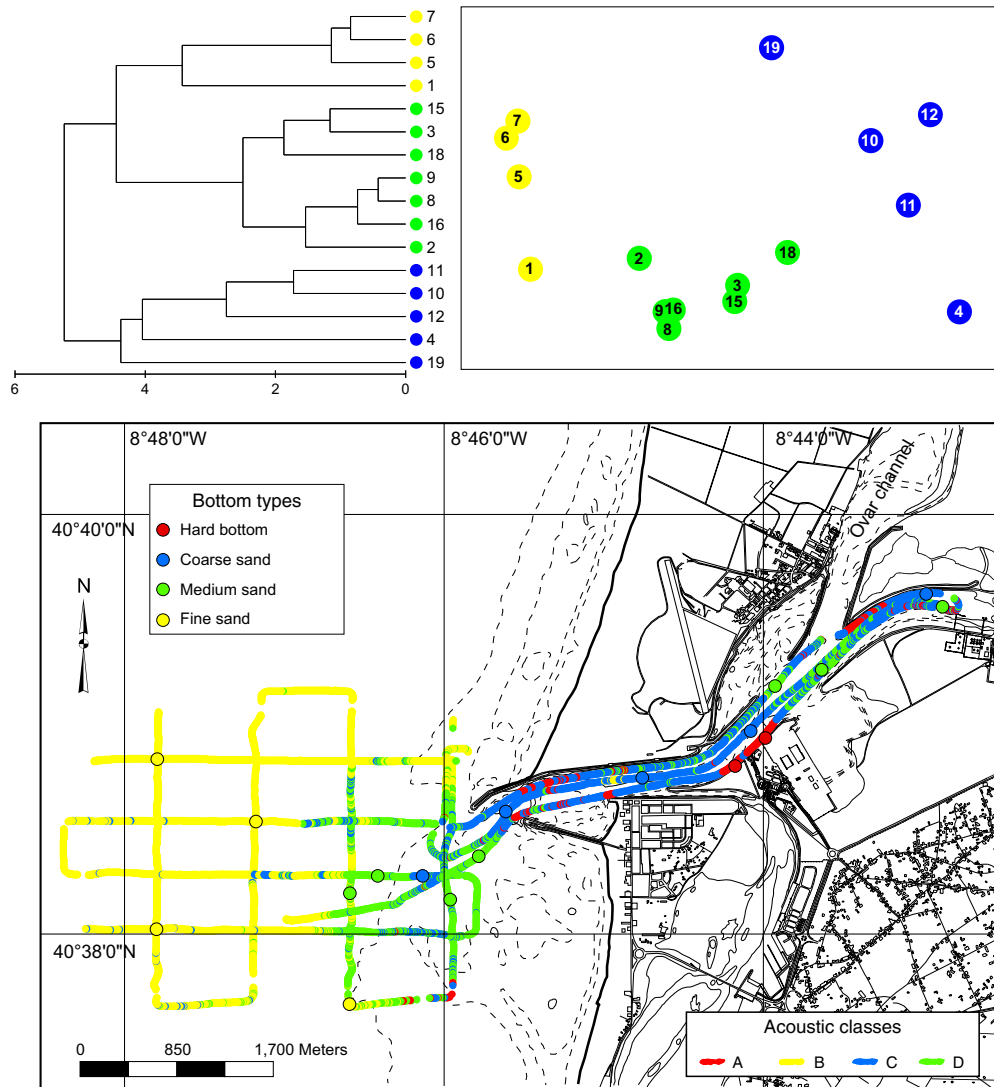 7
6
5
1
15
3
18
9
8
16
2
11
10
12
4
19
6 4 2 0
19
12
7
6
10
5
11
18
2
1
3
15
9 16
8
4
8°48'0"W 8°46'0"W 8°44'0"W
Ovar channel
Bottom types
Hard bottom
Coarse sand
Medium sand
Fine sand
40°40'0"N
N
40°38'0"N
0 850 1,700 Meters
Acoustic classes
A B C D